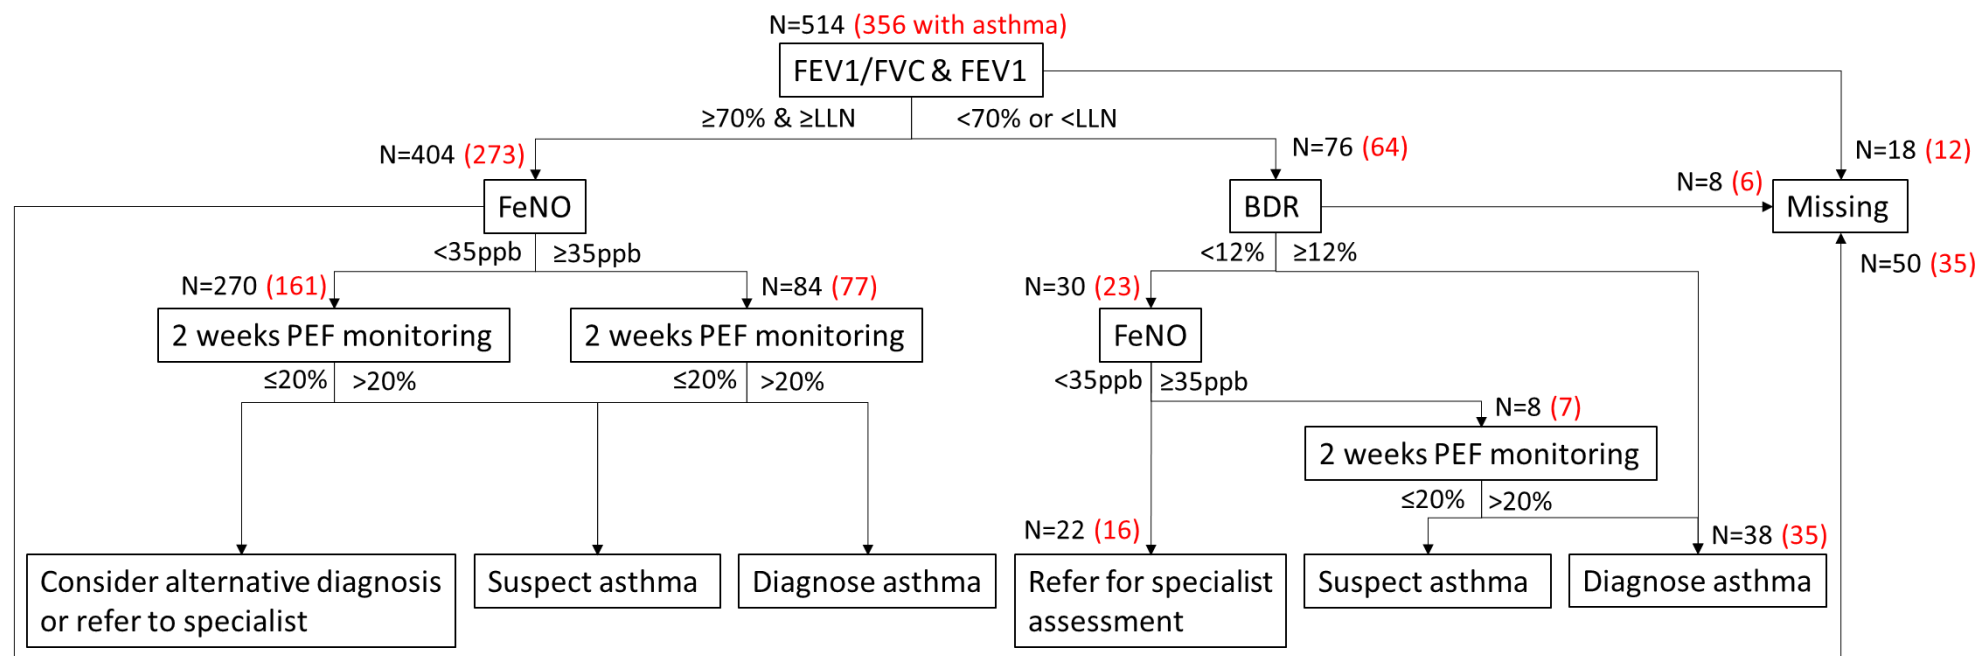 N=514 (356 with asthma)
FEV1/FVC & FEV1
≥70% & ≥LLN
<70% or <LLN
N=404 (273)
N=76 (64)
N=18 (12)
N=8 (6)
FeNO
BDR
Missing
<35ppb
≥35ppb
<12%
≥12%
N=50 (35)
N=270 (161)
N=84 (77)
N=30 (23)
2 weeks PEF monitoring
2 weeks PEF monitoring
FeNO
≤20%
>20%
≤20%
>20%
<35ppb
≥35ppb
N=8 (7)
2 weeks PEF monitoring
≤20%
>20%
N=22 (16)
N=38 (35)
Consider alternative diagnosis
or refer to specialist
Suspect asthma
Diagnose asthma
Refer for specialist
assessment
Suspect asthma
Diagnose asthma